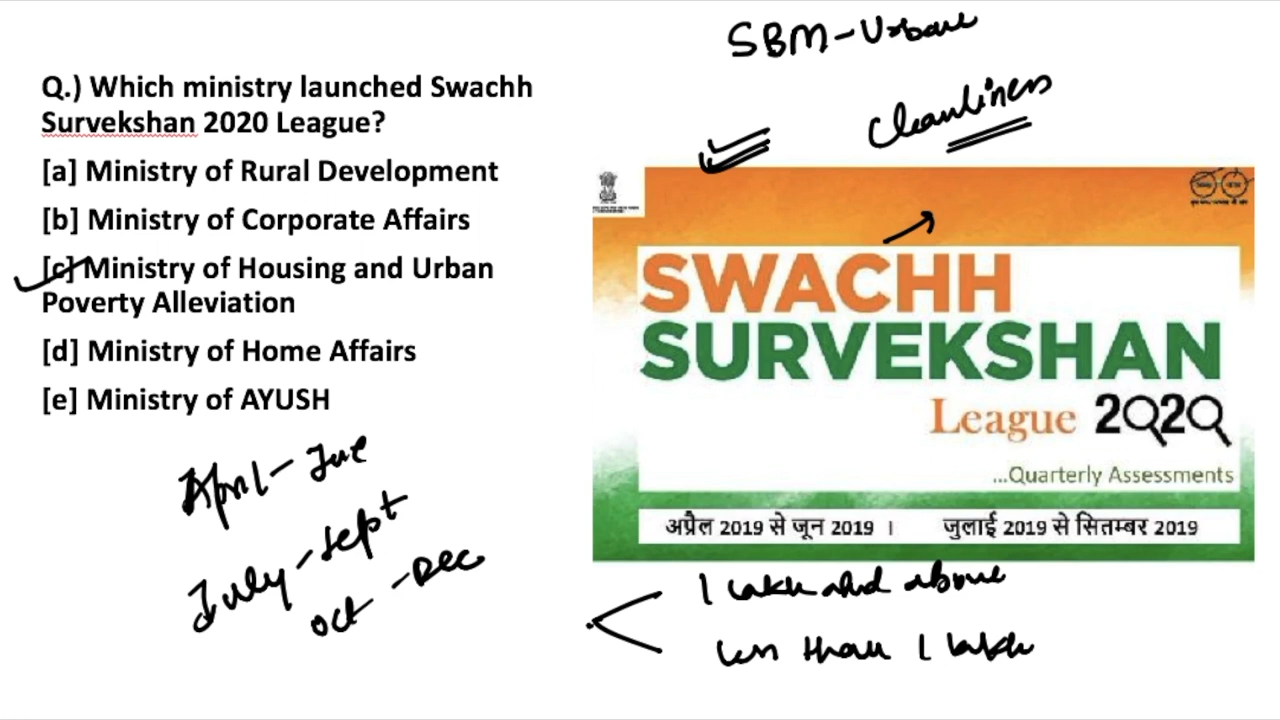 SBM-Urban
Cleanliness
Q.) Which ministry launched Swachh
Survekshan 2020 League?
[a] Ministry of Rural Development
[b] Ministry of Corporate Affairs
[c] Ministry of Housing and Urban
Poverty Alleviation
[d] Ministry of Home Affairs
[e] Ministry of AYUSH
April-June
July-Sept
Oct-Dec
SWACHH
SURVEKSHAN
League 2020
...Quarterly Assessments
अप्रैल 2019 से जून 2019 । जुलाई 2019 से सितम्बर 2019
1 lakh and above
less than 1 lakh